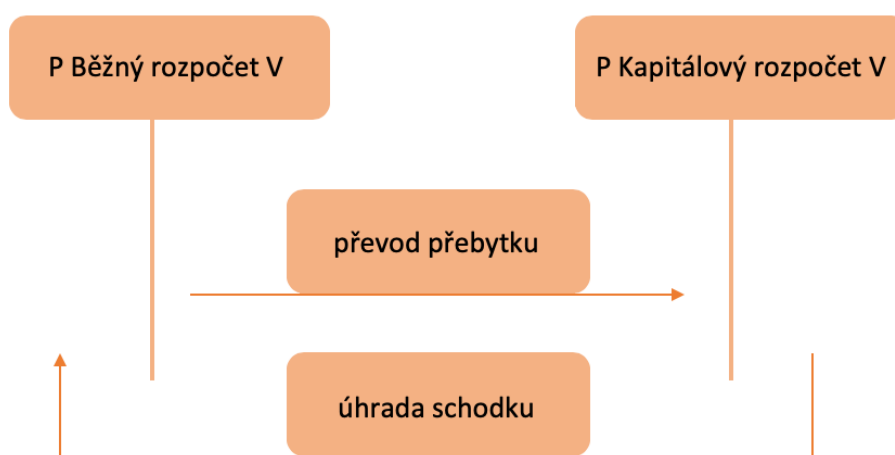 P Běžný rozpočet V
P Kapitálový rozpočet V
převod přebytku
úhrada schodku